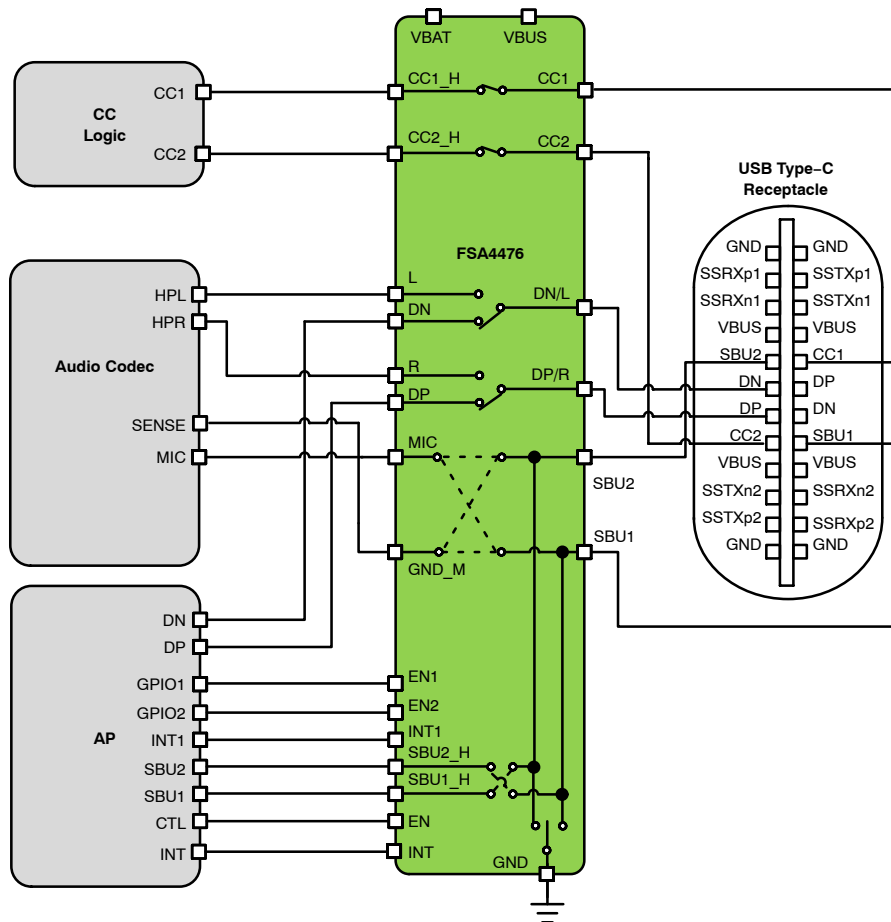 VBAT VBUS
CC Logic
CC1
CC2
CC1_H CC1
CC2_H CC2
FSA4476
USB Type−C
Receptacle
Audio Codec
HPL
HPR
SENSE
MIC
L
DN
DN/L
R
DP
DP/R
MIC
SBU2
GND_M
SBU1
GND GND
SSRXp1 SSTXp1
SSRXn1 SSTXn1
VBUS VBUS
SBU2 CC1
DN DP
DP DN
CC2 SBU1
VBUS VBUS
SSTXn2 SSRXn2
SSTXp2 SSRXp2
GND GND
AP
DN
DP
GPIO1
GPIO2
INT1
SBU2
SBU1
CTL
INT
EN1
EN2
INT1
SBU2_H
SBU1_H
EN
INT
GND